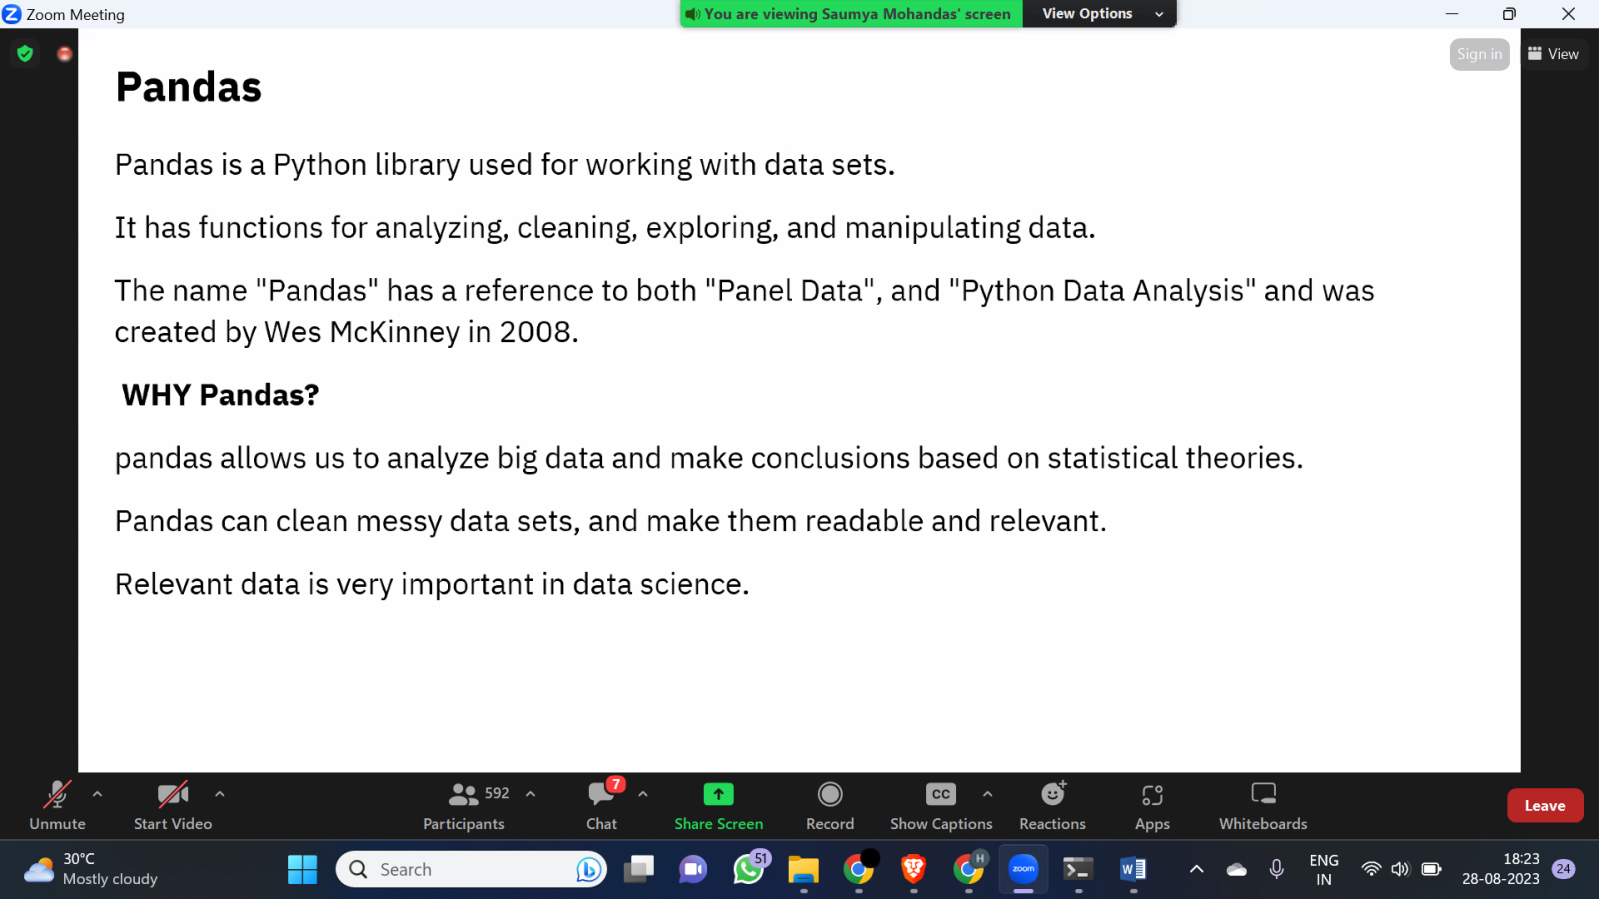 Zoom Meeting
You are viewing Saumya Mohandas' screen
View Options
Sign in
View
Pandas
Pandas is a Python library used for working with data sets.
It has functions for analyzing, cleaning, exploring, and manipulating data.
The name "Pandas" has a reference to both "Panel Data", and "Python Data Analysis" and was
created by Wes McKinney in 2008.
WHY Pandas?
pandas allows us to analyze big data and make conclusions based on statistical theories.
Pandas can clean messy data sets, and make them readable and relevant.
Relevant data is very important in data science.
Unmute
Start Video
592
Participants
7
Chat
Share Screen
Record
CC
Show Captions
Reactions
Apps
Whiteboards
Leave
30°C
Mostly cloudy
Search
51
H
zoom
W
ENG
IN
18:23
28-08-2023
24